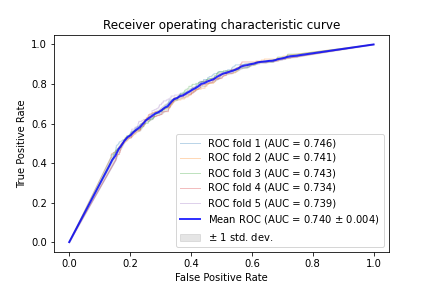 Receiver operating characteristic curve
True Positive Rate
1.0
0.8
0.6
0.4
0.2
0.0
ROC fold 1 (AUC = 0.746)
ROC fold 2 (AUC = 0.741)
ROC fold 3 (AUC = 0.743)
ROC fold 4 (AUC = 0.734)
ROC fold 5 (AUC = 0.739)
Mean ROC (AUC = 0.740 ± 0.004)
± 1 std. dev.
0.0 0.2 0.4 0.6 0.8 1.0
False Positive Rate